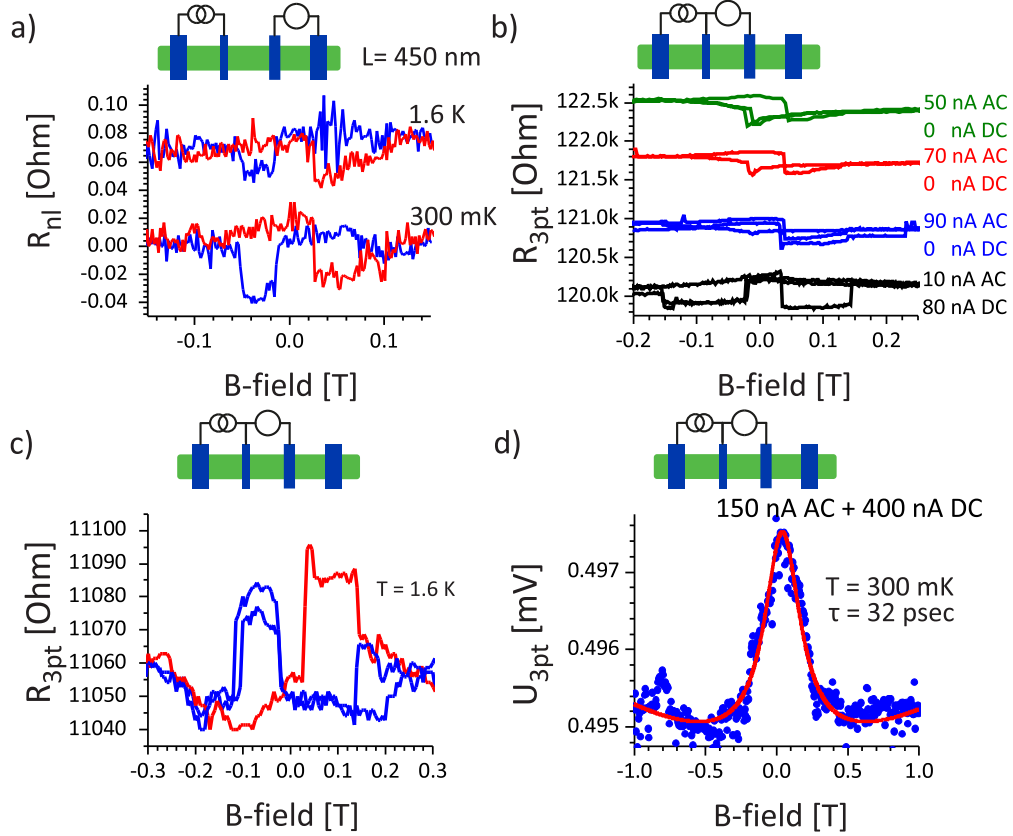 a)
L= 450 nm
1.6 K
300 mK
0.10
0.08
0.06
0.04
0.02
0.00
-0.02
-0.04
Rnl [Ohm]
-0.1 0.0 0.1
B-field [T]
b)
122.5k
122.0k
121.5k
121.0k
120.5k
120.0k
R3pt [Ohm]
50 nA AC
0 nA DC
70 nA AC
0 nA DC
90 nA AC
0 nA DC
10 nA AC
80 nA DC
-0.2 -0.1 0.0 0.1 0.2
B-field [T]
c)
11100
11090
11080
11070
11060
11050
11040
R3pt [Ohm]
T = 1.6 K
-0.3 -0.2 -0.1 0.0 0.1 0.2 0.3
B-field [T]
d)
150 nA AC + 400 nA DC
0.497
0.496
0.495
U3pt [mV]
T = 300 mK
τ = 32 psec
-1.0 -0.5 0.0 0.5 1.0
B-field [T]